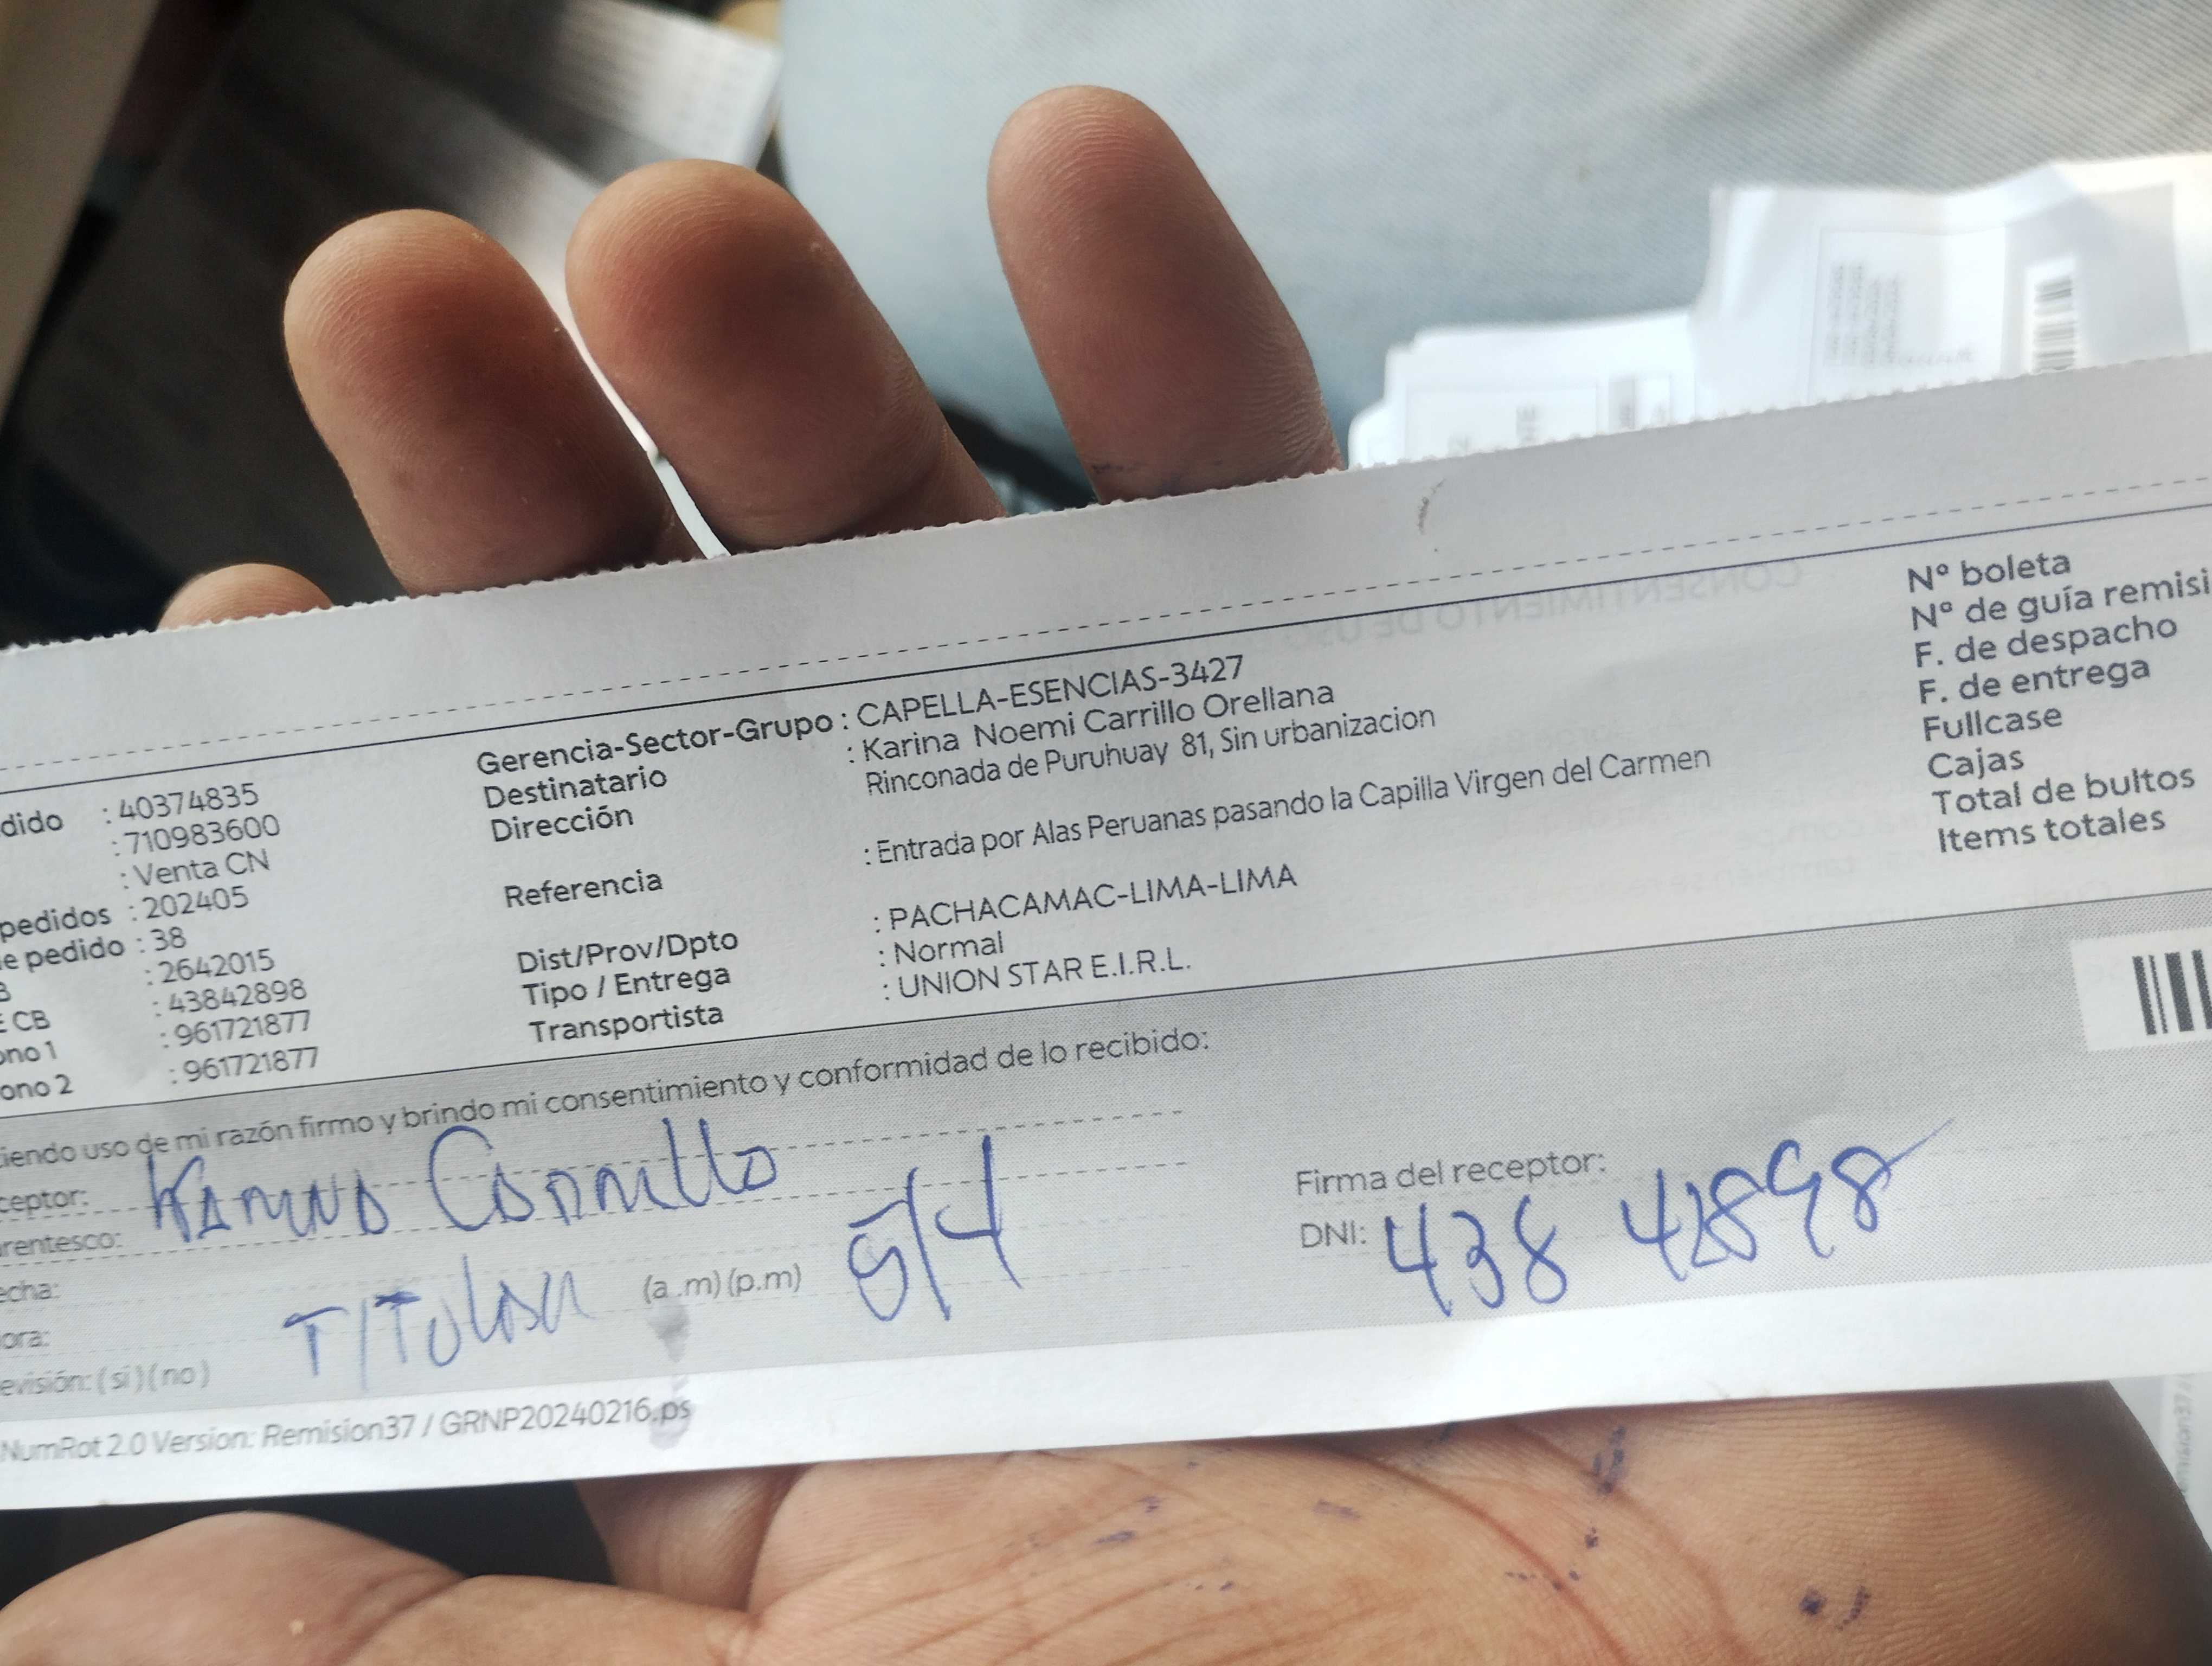 dido : 40374835
: 710983600
: Venta CN
pedidos : 202405
e pedido : 38
B : 2642015
E CB : 43842898
ono 1 : 961721877
ono 2 : 961721877
Gerencia-Sector-Grupo : CAPELLA-ESENCIAS-3427
Destinatario : Karina Noemi Carrillo Orellana
Dirección Rinconada de Puruhuay 81, Sin urbanizacion
Referencia : Entrada por Alas Peruanas pasando la Capilla Virgen del Carmen
Dist/Prov/Dpto : PACHACAMAC-LIMA-LIMA
Tipo / Entrega : Normal
Transportista : UNION STAR E.I.R.L.
Nº boleta
Nº de guía remisi
F. de despacho
F. de entrega
Fullcase
Cajas
Total de bultos
Items totales
iendo uso de mi razón firmo y brindo mi consentimiento y conformidad de lo recibido:
ceptor: Carrillo
rentesco:
echa: 5/4
ora: (a .m) (p.m)
evisión: ( si ) ( no )
Firma del receptor:
DNI: 43842898
NumRot 2.0 Version: Remision37 / GRNP20240216.ps